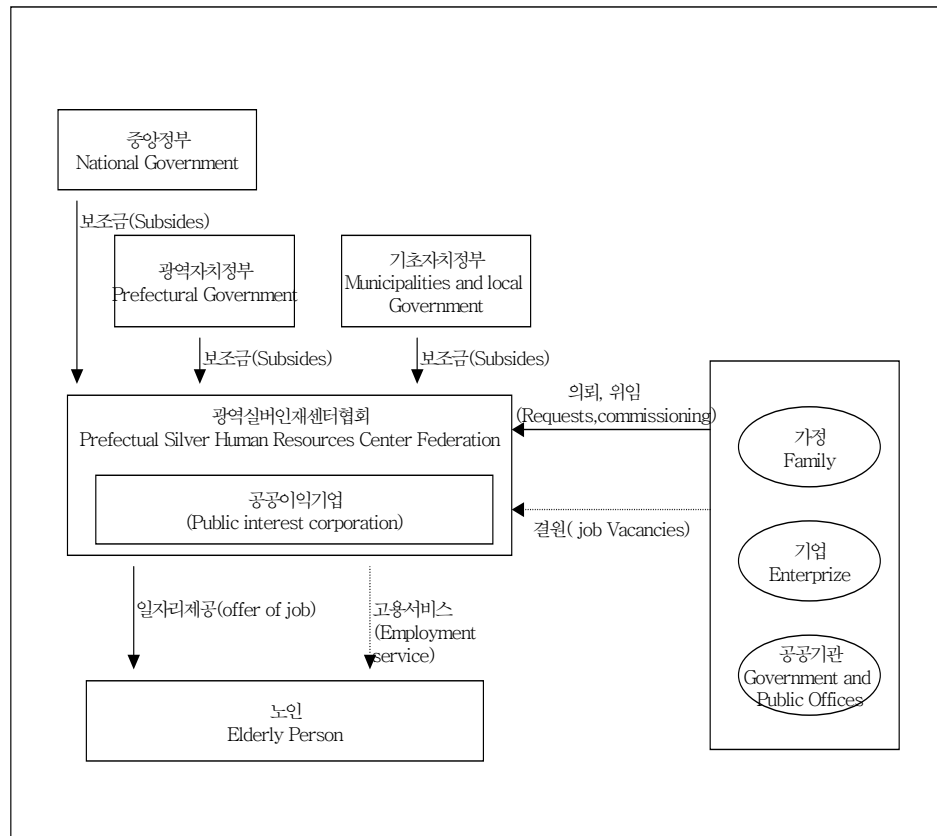 중앙정부
National Government
보조금(Subsides)
광역자치정부
Prefectural Government
기초자치정부
Municipalities and local
Government
보조금(Subsides)
보조금(Subsides)
광역실버인재센터협회
Prefectual Silver Human Resources Center Federation
공공이익기업
(Public interest corporation)
의뢰, 위임
(Requests,commissioning)
결원( job Vacancies)
가정
Family
기업
Enterprize
공공기관
Government and
Public Offices
일자리제공(offer of job)
고용서비스
(Employment
service)
노인
Elderly Person